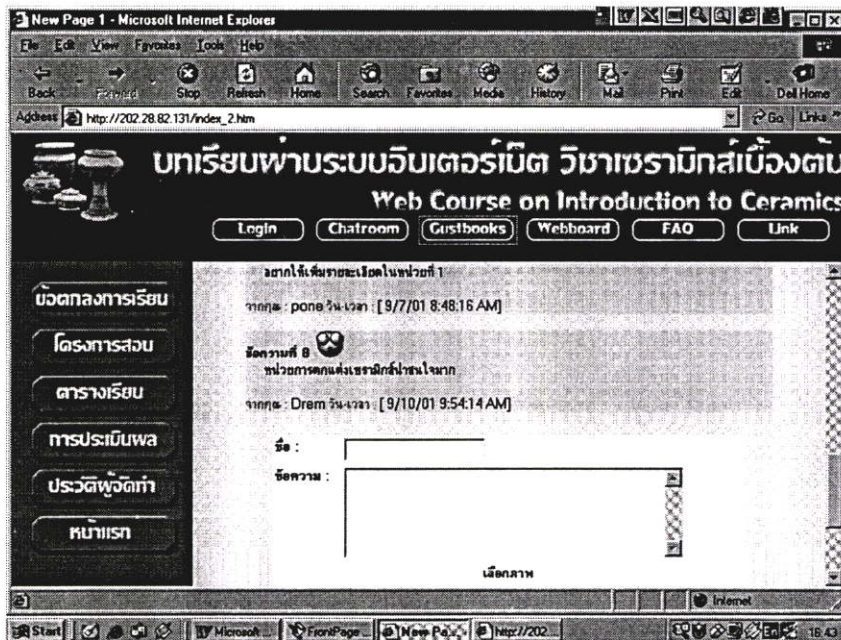 New Page 1 - Microsoft Internet Explorer
File Edit View Favorites Tools Help
Back Forward Stop Refresh Home Search Favorites Media History Mail Print Edit Dell Home
Address http://202.28.82.131/index_2.htm Go Links
บทเรียนผ่านระบบอินเตอร์เน็ต วิชาเซรามิกส์เบื้องต้น
Web Course on Introduction to Ceramics
Login Chatroom Gustbooks Webboard FAQ Link
ข้อตกลงการเรียน
โครงการสอน
ตารางเรียน
การประเมินผล
ประวัติผู้จัดทำ
หน้าแรก
อยากให้เพิ่มรายละเอียดในหน่วยที่ 1
จากคุณ : pone วัน-เวลา : [ 9/7/01 8:48:16 AM]
ข้อความที่ 8
หน่วยการตกแต่งเซรามิกส์น่าสนใจมาก
จากคุณ : Drem วัน-เวลา : [ 9/10/01 9:54:14 AM]
ชื่อ :
ข้อความ :
เลือกภาพ
Internet
Start Microsoft ... FrontPage ... New Pa... http://202.... 16:43